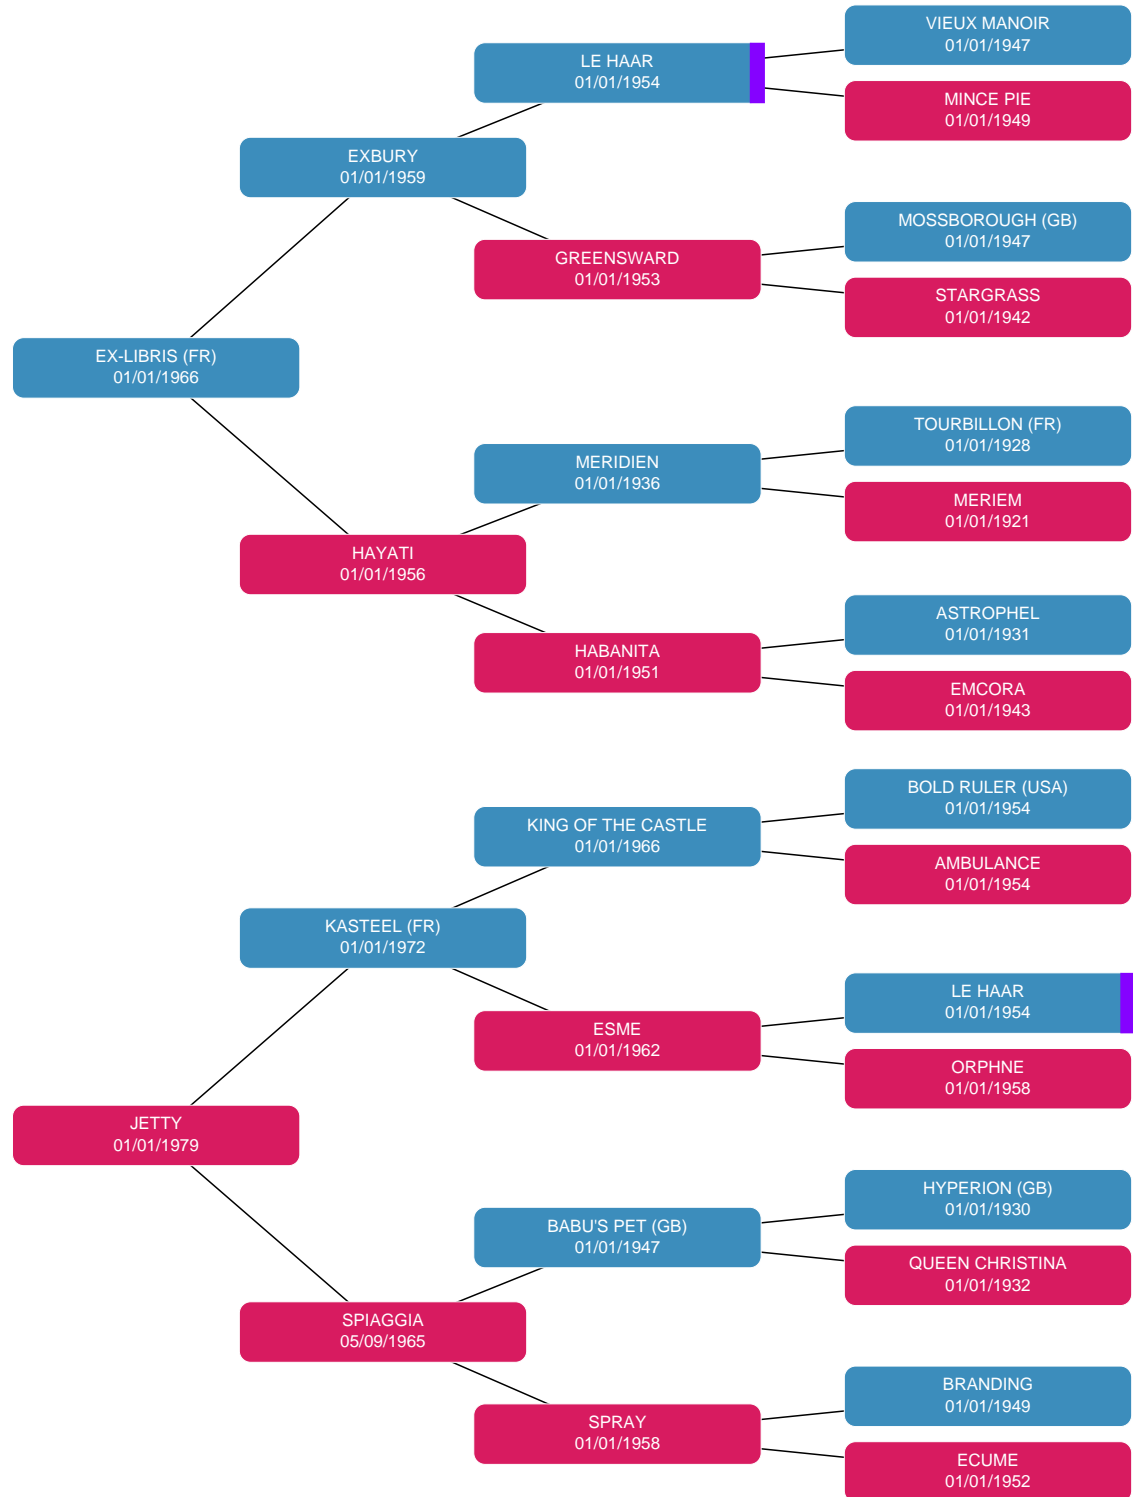 VIEUX MANOIR
01/01/1947
LE HAAR
01/01/1954
MINCE PIE
01/01/1949
EXBURY
01/01/1959
MOSSBOROUGH (GB)
01/01/1947
GREENSWARD
01/01/1953
STARGRASS
01/01/1942
EX-LIBRIS (FR)
01/01/1966
TOURBILLON (FR)
01/01/1928
MERIDIEN
01/01/1936
MERIEM
01/01/1921
HAYATI
01/01/1956
ASTROPHEL
01/01/1931
HABANITA
01/01/1951
EMCORA
01/01/1943
BOLD RULER (USA)
01/01/1954
KING OF THE CASTLE
01/01/1966
AMBULANCE
01/01/1954
KASTEEL (FR)
01/01/1972
LE HAAR
01/01/1954
ESME
01/01/1962
ORPHNE
01/01/1958
JETTY
01/01/1979
HYPERION (GB)
01/01/1930
BABU'S PET (GB)
01/01/1947
QUEEN CHRISTINA
01/01/1932
SPIAGGIA
05/09/1965
BRANDING
01/01/1949
SPRAY
01/01/1958
ECUME
01/01/1952